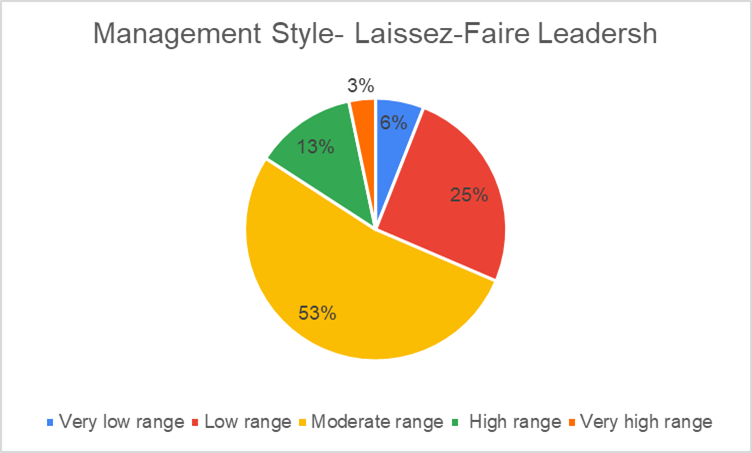 Management Style- Laissez-Faire Leadersh
3%
6%
13%
25%
53%
Very low range Low range Moderate range High range Very high range